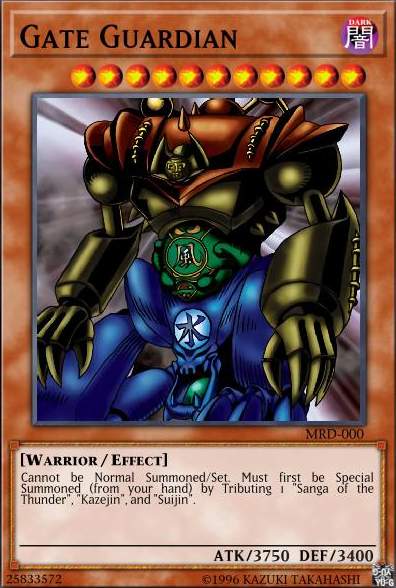 GATE GUARDIAN
DARK
闇
風
水
MRD-000
[WARRIOR / EFFECT]
Cannot be Normal Summoned/Set. Must first be Special
Summoned (from your hand) by Tributing 1 "Sanga of the
Thunder", "Kazejin", and "Suijin".
ATK/3750 DEF/3400
25833572
©1996 KAZUKI TAKAHASHI